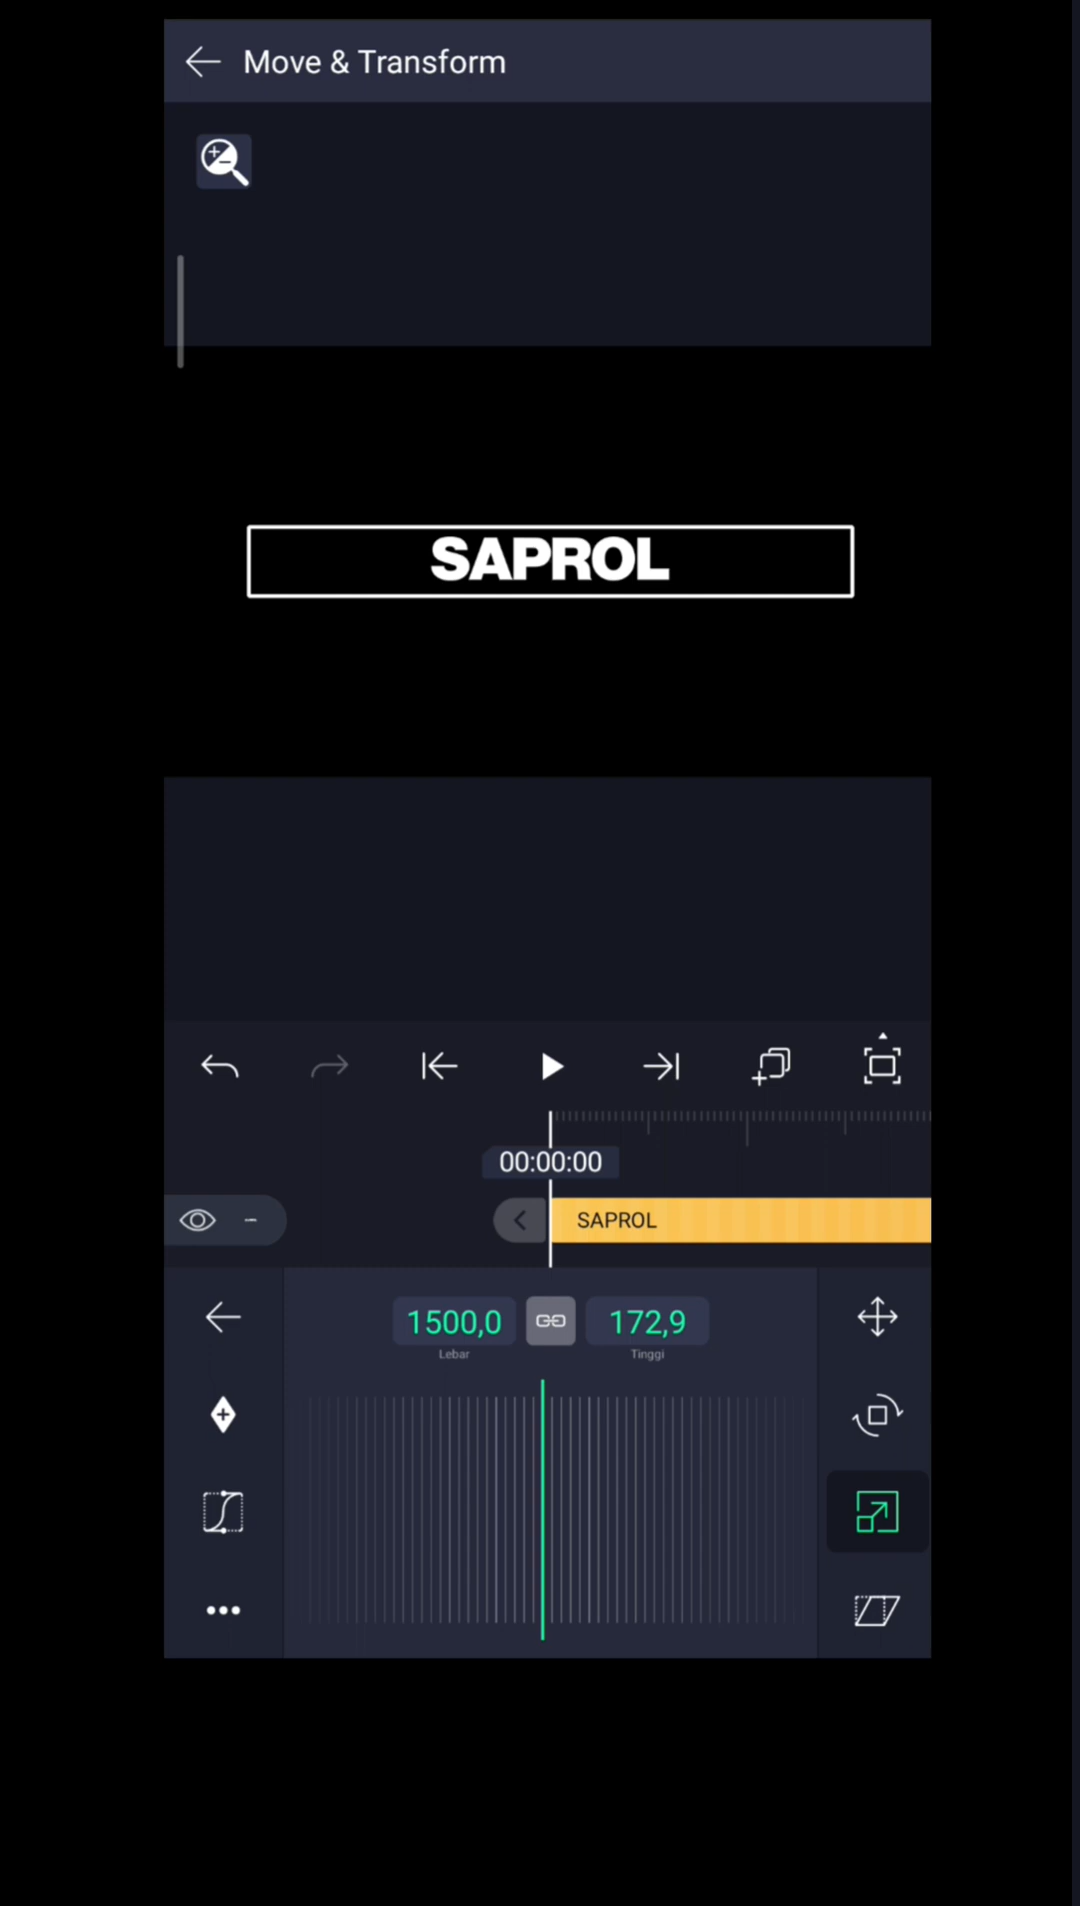 Move & Transform
SAPROL
00:00:00
SAPROL
1500,0 172,9
Lebar Tinggi